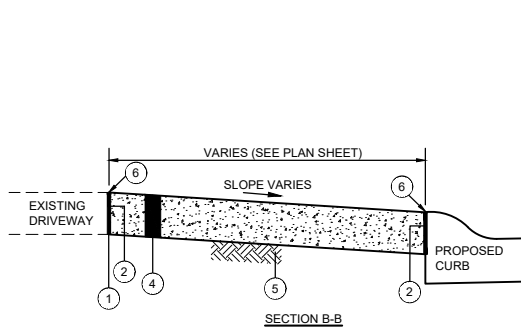 VARIES (SEE PLAN SHEET)
6
SLOPE VARIES
6
EXISTING
DRIVEWAY
PROPOSED
CURB
2
1
4
5
2
SECTION B-B